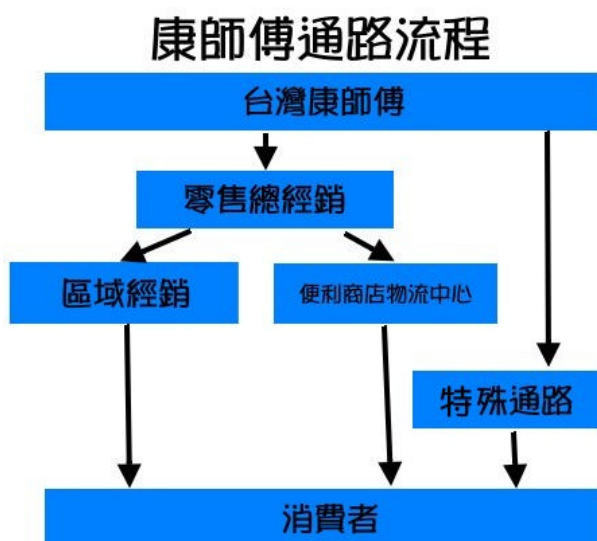 康師傅通路流程
台灣康師傅
零售總經銷
區域經銷
便利商店物流中心
特殊通路
消費者